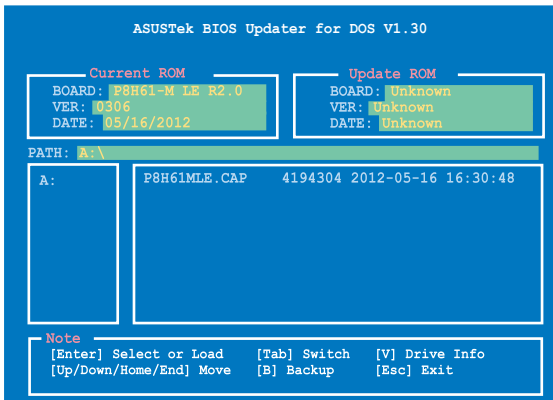 ASUSTek BIOS Updater for DOS V1.30
Current ROM
BOARD: P8H61-M LE R2.0
VER: 0306
DATE: 05/16/2012
Update ROM
BOARD: Unknown
VER: Unknown
DATE: Unknown
PATH: A:\
A:
P8H61MLE.CAP 4194304 2012-05-16 16:30:48
Note
[Enter] Select or Load [Tab] Switch [V] Drive Info
[Up/Down/Home/End] Move [B] Backup [Esc] Exit